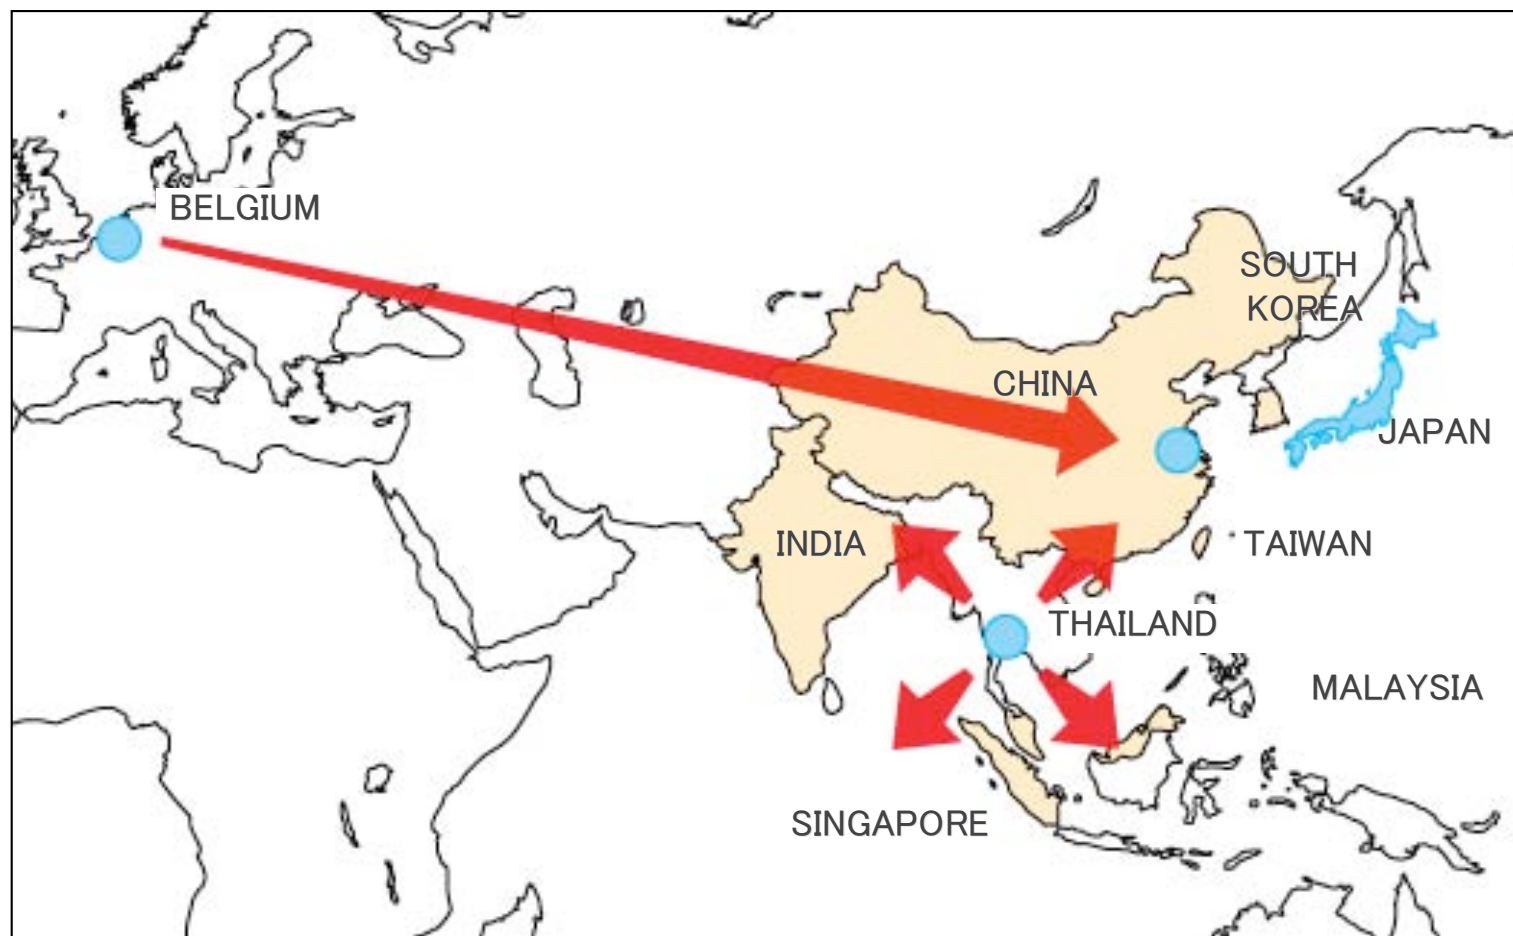 BELGIUM
SOUTH
KOREA
CHINA
JAPAN
INDIA
TAIWAN
THAILAND
MALAYSIA
SINGAPORE